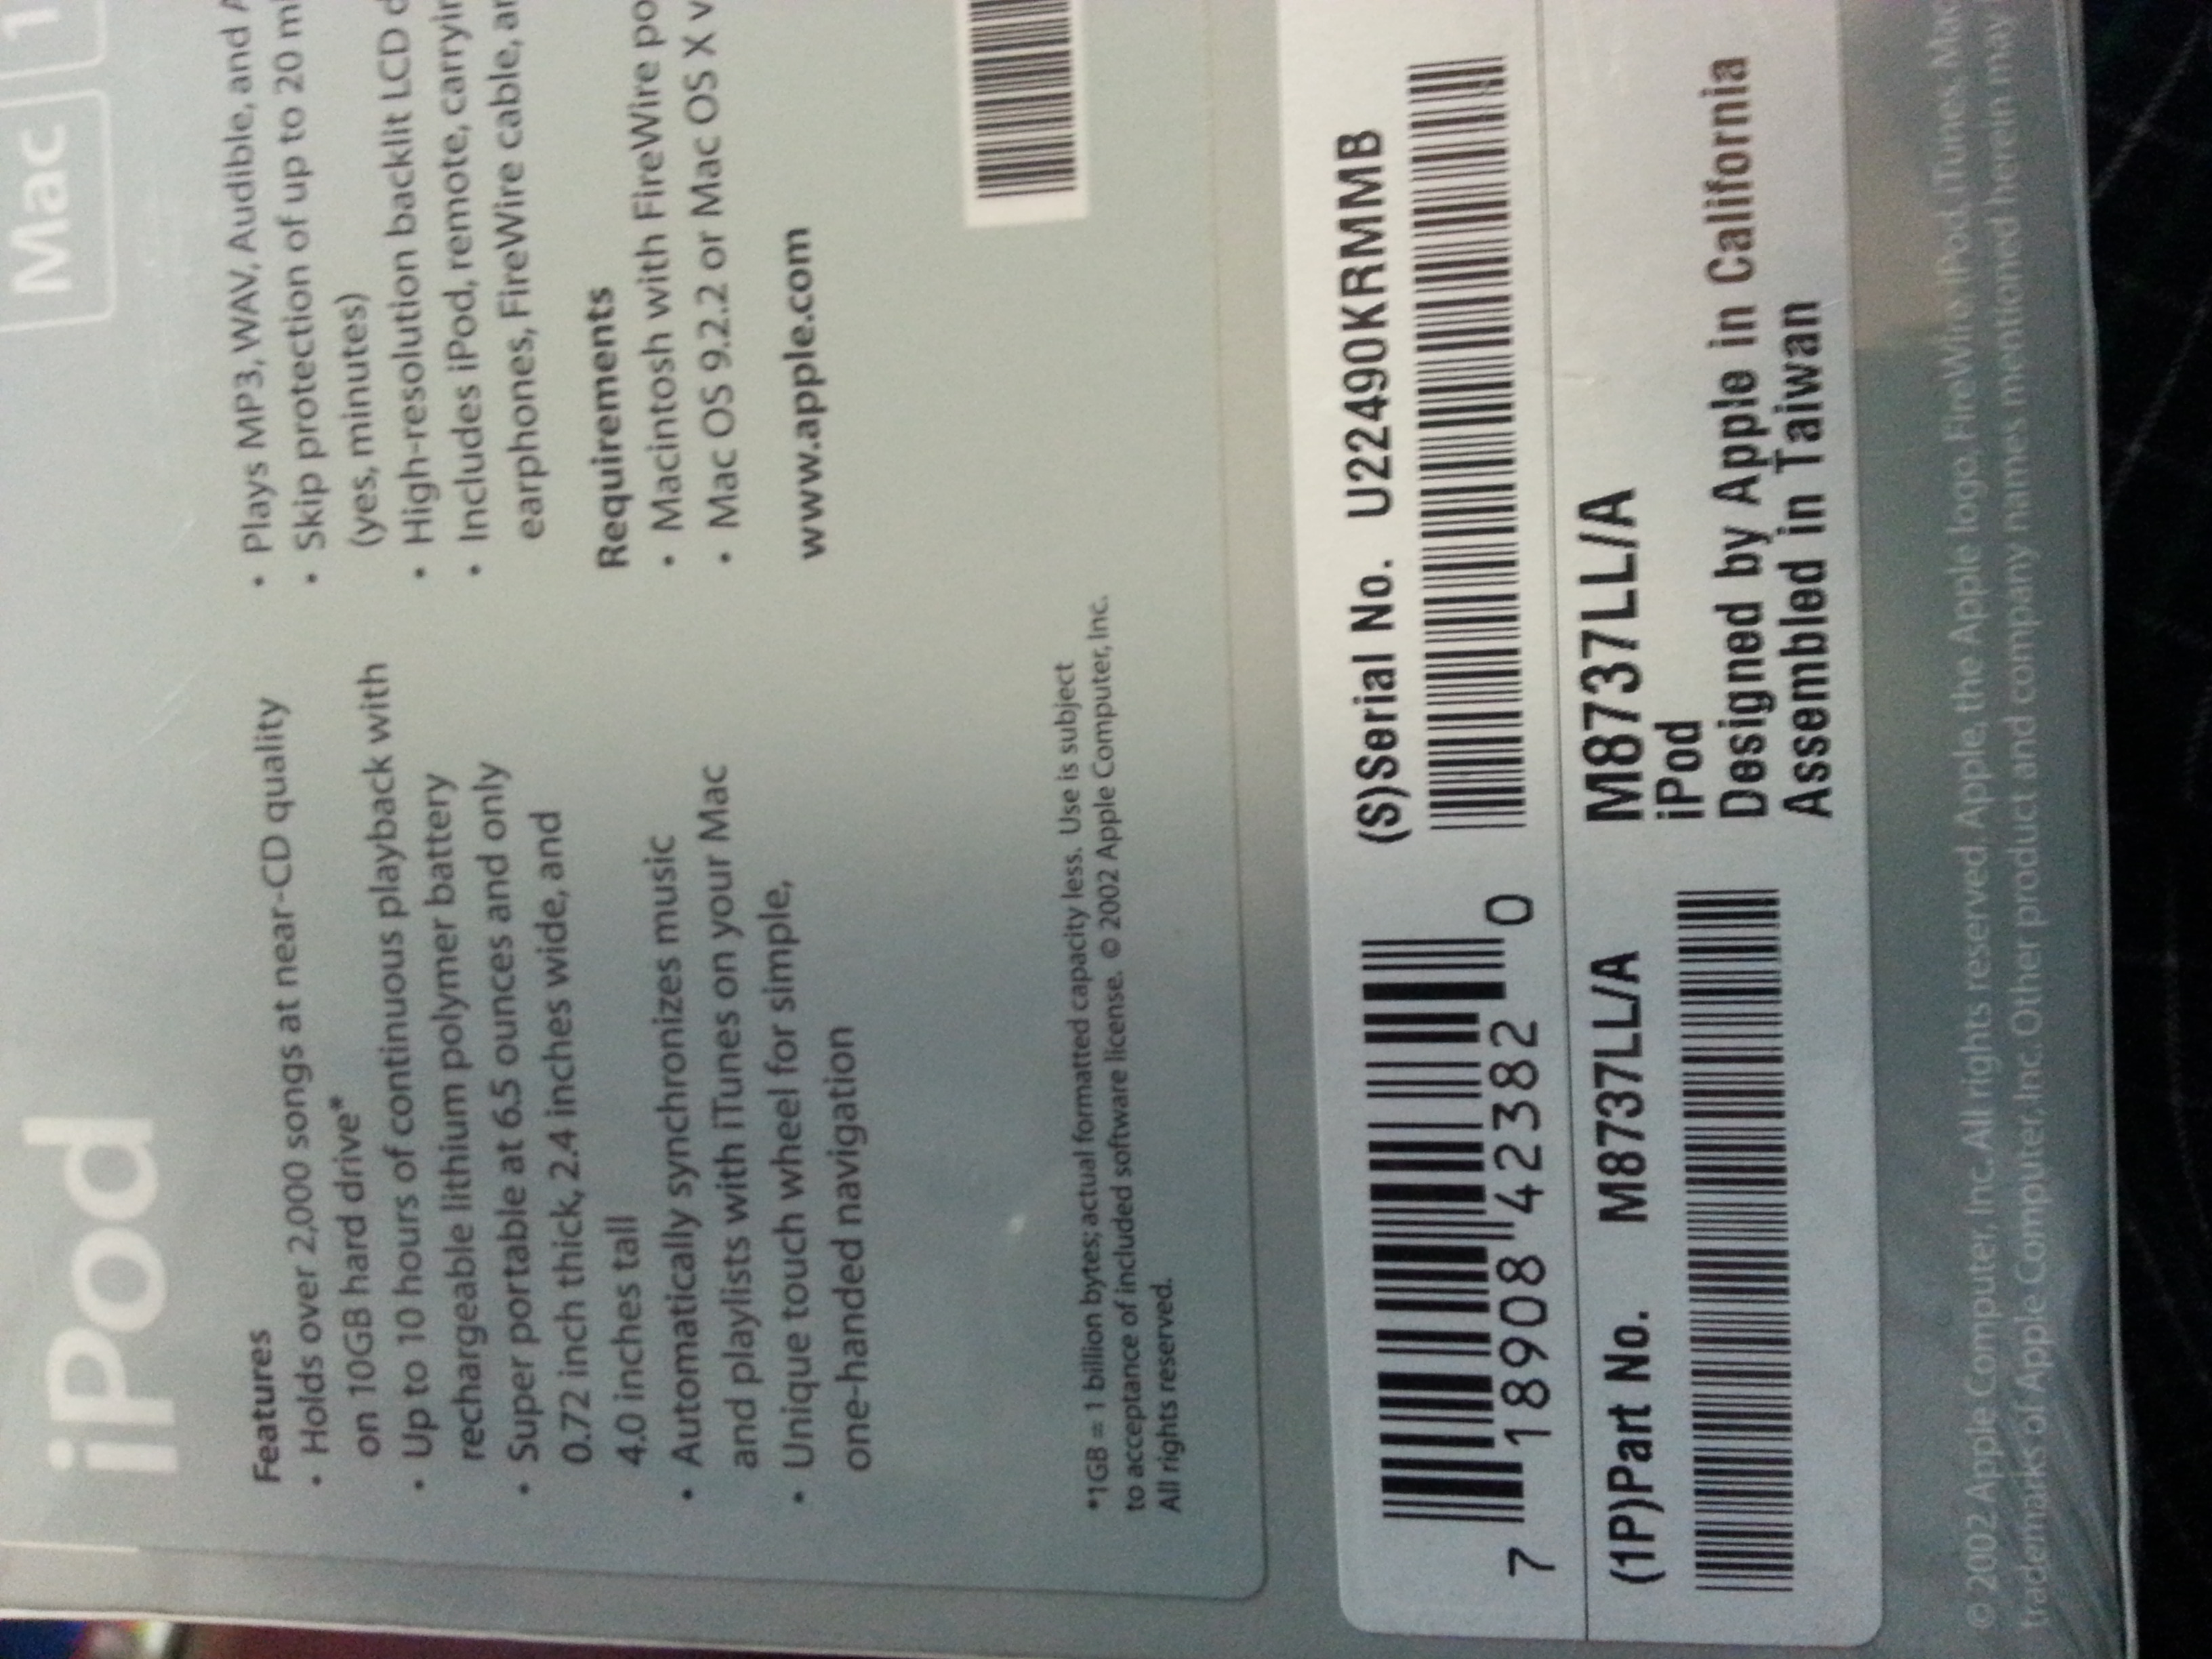 iPod
Mac
Features
• Holds over 2,000 songs at near-CD quality
on 10GB hard drive*
• Up to 10 hours of continuous playback with
rechargeable lithium polymer battery
• Super portable at 6.5 ounces and only
0.72 inch thick, 2.4 inches wide, and
4.0 inches tall
• Automatically synchronizes music
and playlists with iTunes on your Mac
• Unique touch wheel for simple,
one-handed navigation
• Plays MP3, WAV, Audible, and
• Skip protection of up to 20
(yes, minutes)
• High-resolution backlit LCD
• Includes iPod, remote,
earphones, FireWire cable,
Requirements
• Macintosh with FireWire
• Mac OS 9.2.2 or Mac OS X
www.apple.com
*1GB = 1 billion bytes; actual formatted capacity less. Use is subject
to acceptance of included software license. © 2002 Apple Computer, Inc.
All rights reserved.
7 18908 42382 0
(S)Serial No. U22490KRMMB
(1P)Part No. M8737LL/A
M8737LL/A
iPod
Designed by Apple in California
Assembled in Taiwan
© 2002 Apple Computer, Inc. All rights reserved. Apple, the Apple logo, FireWire, iPod, iTunes, Mac
trademarks of Apple Computer, Inc. Other product and company names mentioned herein may